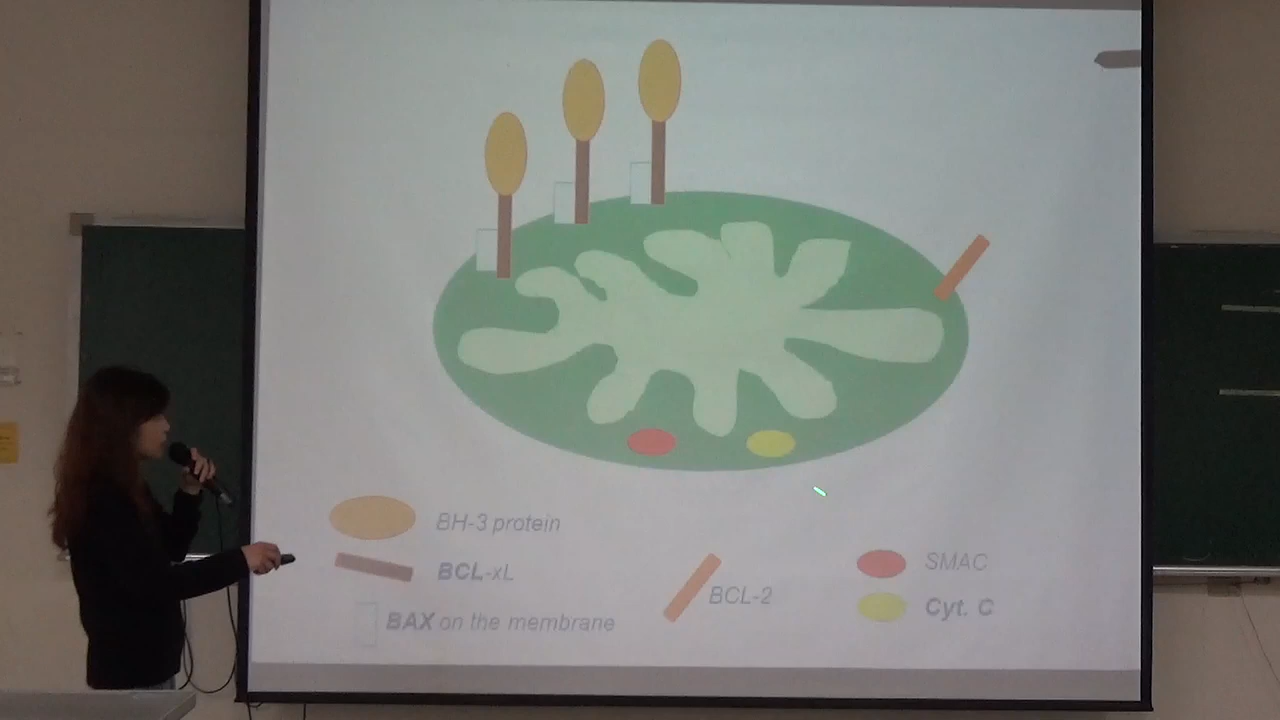 BH-3 protein
BCL-xL
BAX on the membrane
BCL-2
SMAC
Cyt. C